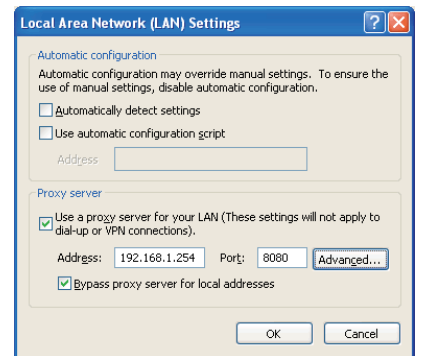 Local Area Network (LAN) Settings
Automatic configuration
Automatic configuration may override manual settings. To ensure the
use of manual settings, disable automatic configuration.
Automatically detect settings
Use automatic configuration script
Address
Proxy server
Use a proxy server for your LAN (These settings will not apply to
dial-up or VPN connections).
Address: 192.168.1.254 Port: 8080 Advanced...
Bypass proxy server for local addresses
OK Cancel